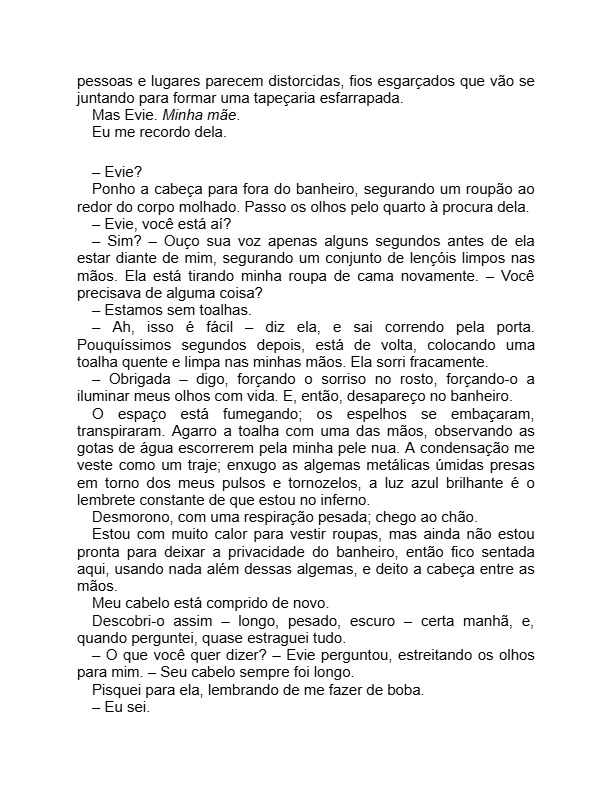 pessoas e lugares parecem distorcidas, fios esgarçados que vão se
juntando para formar uma tapeçaria esfarrapada.
Mas Evie. Minha mãe.
Eu me recordo dela.
– Evie?
Ponho a cabeça para fora do banheiro, segurando um roupão ao
redor do corpo molhado. Passo os olhos pelo quarto à procura dela.
– Evie, você está aí?
– Sim? – Ouço sua voz apenas alguns segundos antes de ela
estar diante de mim, segurando um conjunto de lençóis limpos nas
mãos. Ela está tirando minha roupa de cama novamente. – Você
precisava de alguma coisa?
– Estamos sem toalhas.
– Ah, isso é fácil – diz ela, e sai correndo pela porta.
Pouquíssimos segundos depois, está de volta, colocando uma
toalha quente e limpa nas minhas mãos. Ela sorri fracamente.
– Obrigada – digo, forçando o sorriso no rosto, forçando-o a
iluminar meus olhos com vida. E, então, desapareço no banheiro.
O espaço está fumegando; os espelhos se embaçaram,
transpiraram. Agarro a toalha com uma das mãos, observando as
gotas de água escorrerem pela minha pele nua. A condensação me
veste como um traje; enxugo as algemas metálicas úmidas presas
em torno dos meus pulsos e tornozelos, a luz azul brilhante é o
lembrete constante de que estou no inferno.
Desmorono, com uma respiração pesada; chego ao chão.
Estou com muito calor para vestir roupas, mas ainda não estou
pronta para deixar a privacidade do banheiro, então fico sentada
aqui, usando nada além dessas algemas, e deito a cabeça entre as
mãos.
Meu cabelo está comprido de novo.
Descobri-o assim – longo, pesado, escuro – certa manhã, e,
quando perguntei, quase estraguei tudo.
– O que você quer dizer? – Evie perguntou, estreitando os olhos
para mim. – Seu cabelo sempre foi longo.
Pisquei para ela, lembrando de me fazer de boba.
– Eu sei.